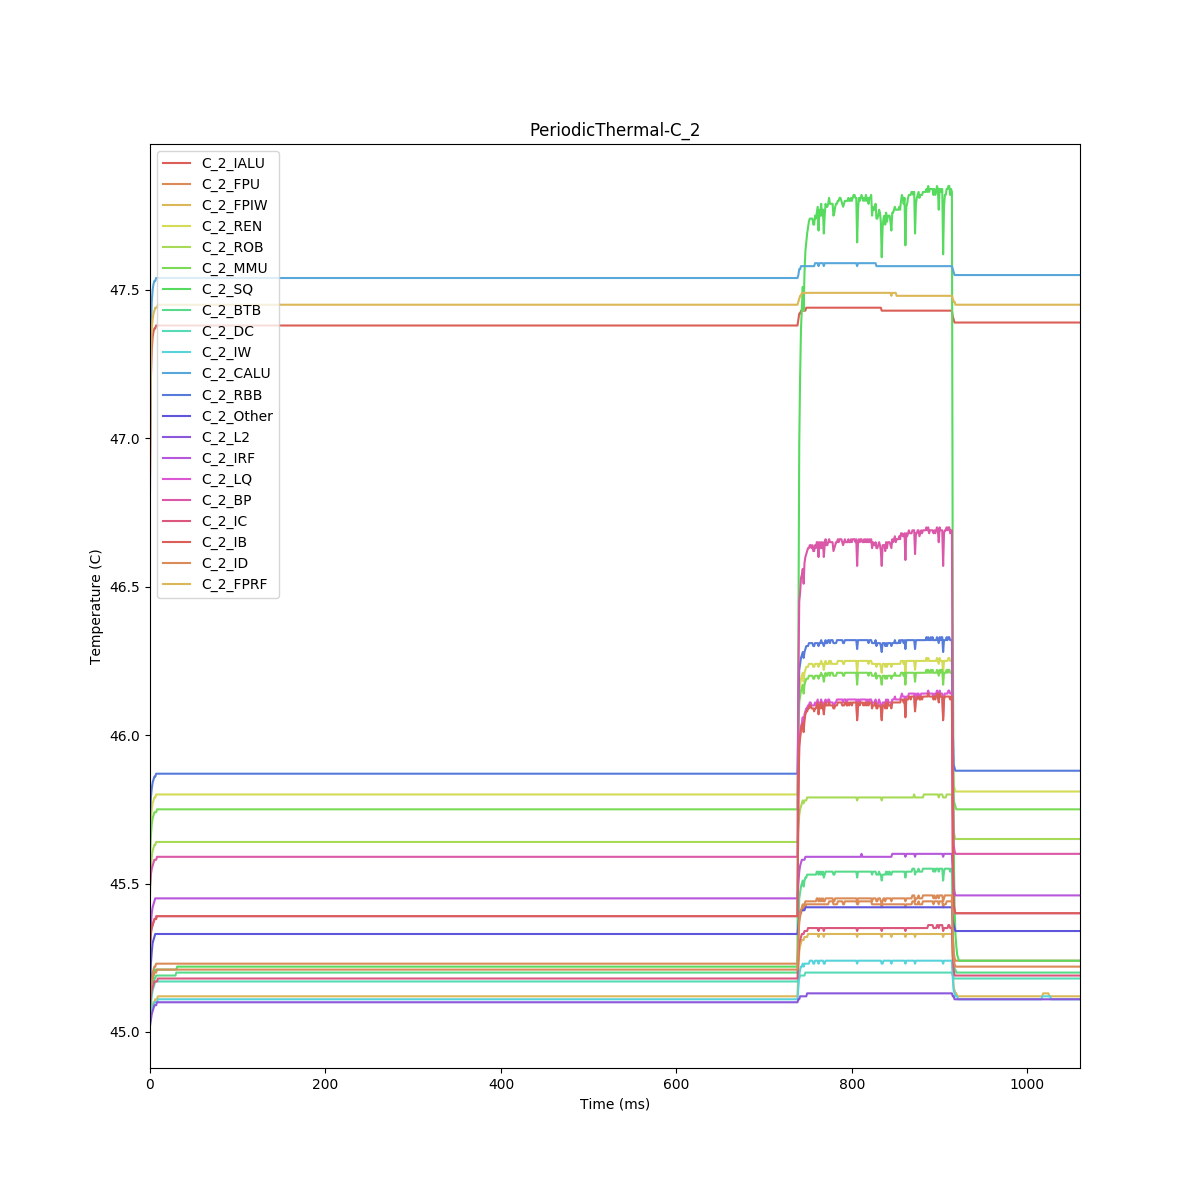 PeriodicThermal-C_2
C_2_IALU
C_2_FPU
C_2_FPIW
C_2_REN
C_2_ROB
C_2_MMU
C_2_SQ
C_2_BTB
C_2_DC
C_2_IW
C_2_CALU
C_2_RBB
C_2_Other
C_2_L2
C_2_IRF
C_2_LQ
C_2_BP
C_2_IC
C_2_IB
C_2_ID
C_2_FPRF
47.5
47.0
46.5
46.0
45.5
45.0
Temperature (C)
0 200 400 600 800 1000
Time (ms)